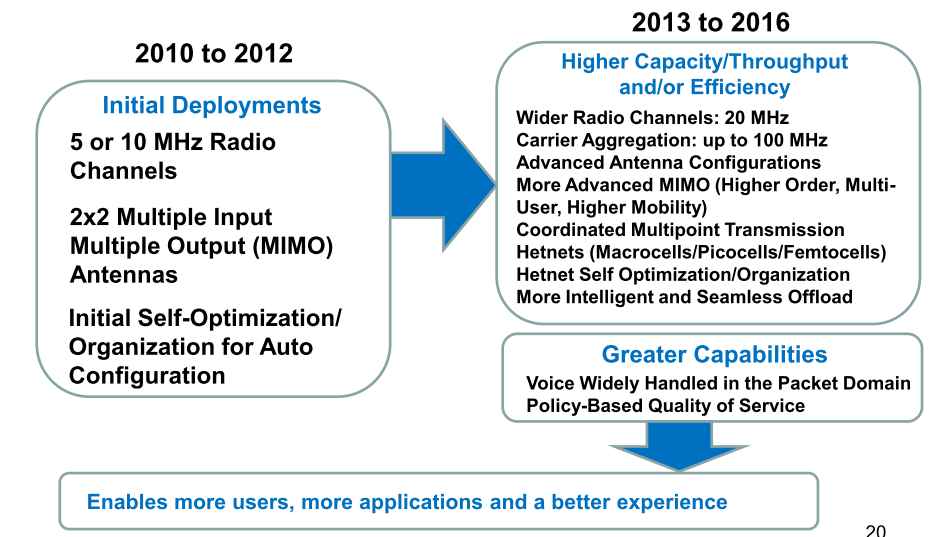 2010 to 2012
Initial Deployments
5 or 10 MHz Radio
Channels
2x2 Multiple Input
Multiple Output (MIMO)
Antennas
Initial Self-Optimization/
Organization for Auto
Configuration
2013 to 2016
Higher Capacity/Throughput
and/or Efficiency
Wider Radio Channels: 20 MHz
Carrier Aggregation: up to 100 MHz
Advanced Antenna Configurations
More Advanced MIMO (Higher Order, Multi-
User, Higher Mobility)
Coordinated Multipoint Transmission
Hetnets (Macrocells/Picocells/Femtocells)
Hetnet Self Optimization/Organization
More Intelligent and Seamless Offload
Greater Capabilities
Voice Widely Handled in the Packet Domain
Policy-Based Quality of Service
Enables more users, more applications and a better experience
20